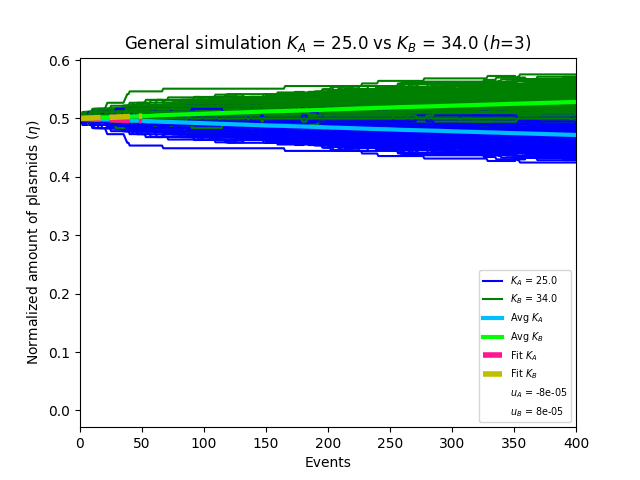 General simulation K_A = 25.0 vs K_B = 34.0 (h=3)
Normalized amount of plasmids (η)
0.6
0.5
0.4
0.3
0.2
0.1
0.0
K_A = 25.0
K_B = 34.0
Avg K_A
Avg K_B
Fit K_A
Fit K_B
u_A = -8e-05
u_B = 8e-05
0 50 100 150 200 250 300 350 400
Events